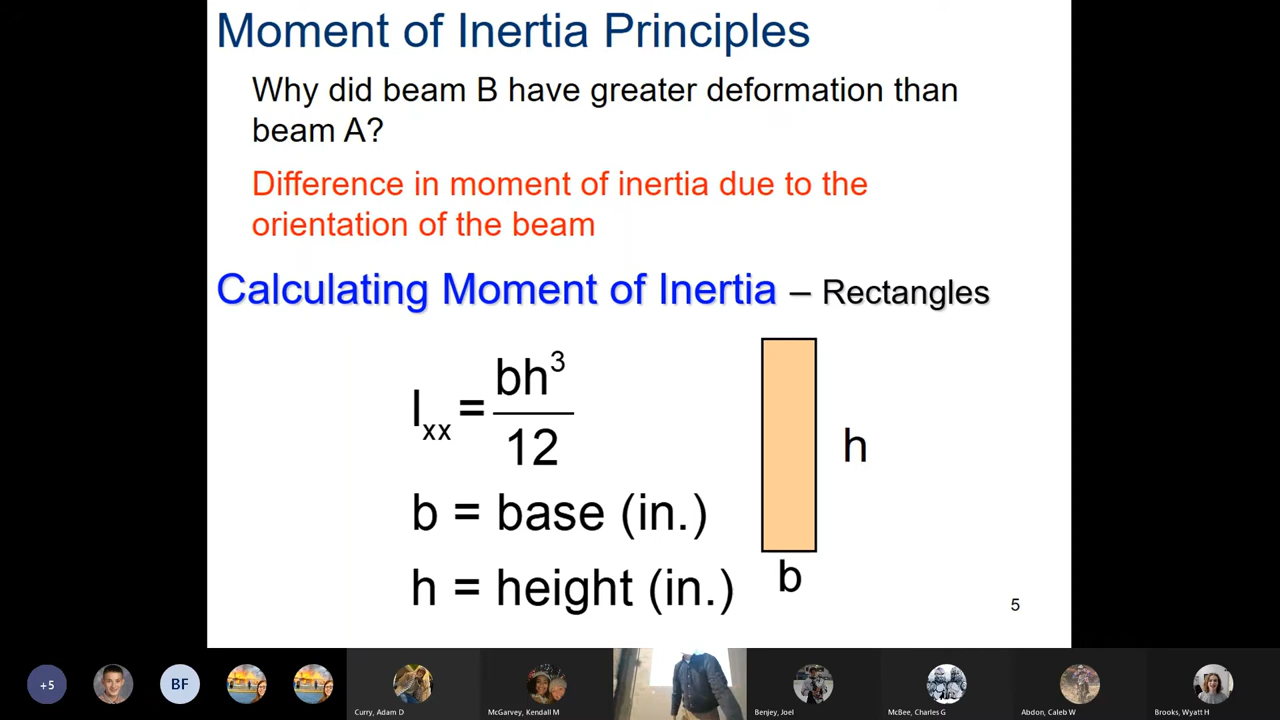 Moment of Inertia Principles
Why did beam B have greater deformation than
beam A?
Difference in moment of inertia due to the
orientation of the beam
Calculating Moment of Inertia – Rectangles
I_xx = bh³/12
h
b = base (in.)
b
h = height (in.)
5
+5
BF
Curry, Adam D
McGarvey, Kendall M
Benjey, Joel
McBee, Charles G
Abdon, Caleb W
Brooks, Wyatt H